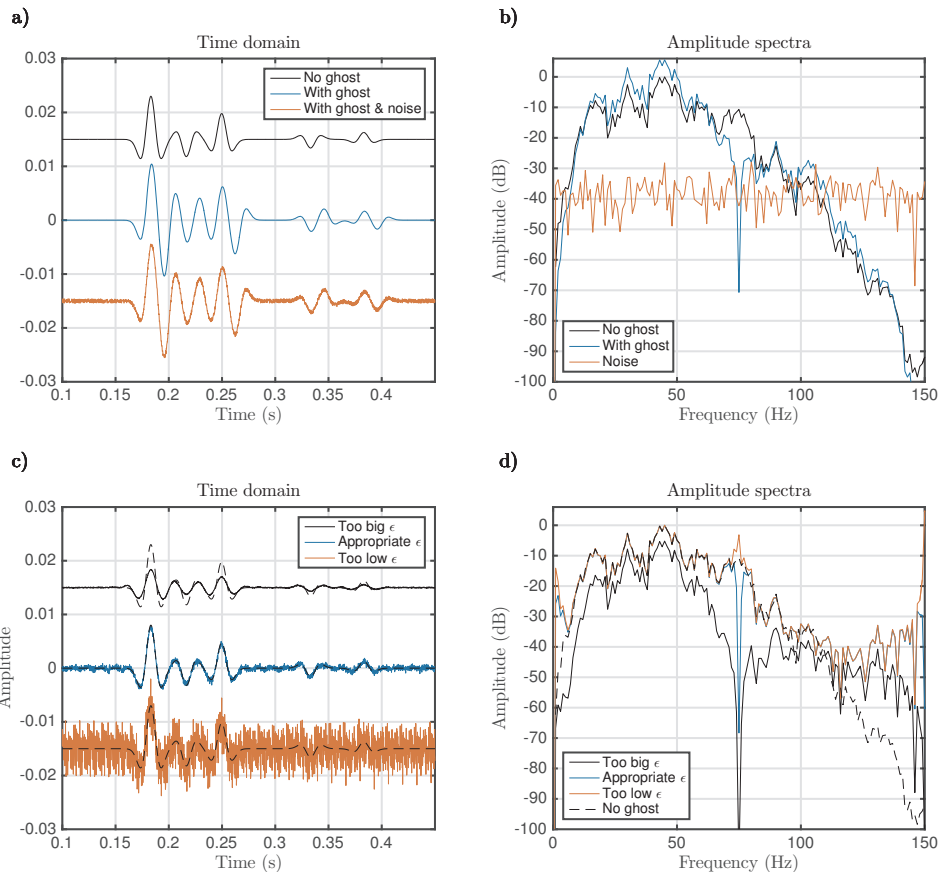 a)
Time domain
0.03
0.02
0.01
0
-0.01
-0.02
-0.03
0.1 0.15 0.2 0.25 0.3 0.35 0.4
Time (s)
No ghost
With ghost
With ghost & noise
b)
Amplitude spectra
Amplitude (dB)
0
-10
-20
-30
-40
-50
-60
-70
-80
-90
-100
0 50 100 150
Frequency (Hz)
No ghost
With ghost
Noise
c)
Time domain
Amplitude
0.03
0.02
0.01
0
-0.01
-0.02
-0.03
0.1 0.15 0.2 0.25 0.3 0.35 0.4
Time (s)
Too big ϵ
Appropriate ϵ
Too low ϵ
d)
Amplitude spectra
Amplitude (dB)
0
-10
-20
-30
-40
-50
-60
-70
-80
-90
-100
0 50 100 150
Frequency (Hz)
Too big ϵ
Appropriate ϵ
Too low ϵ
No ghost